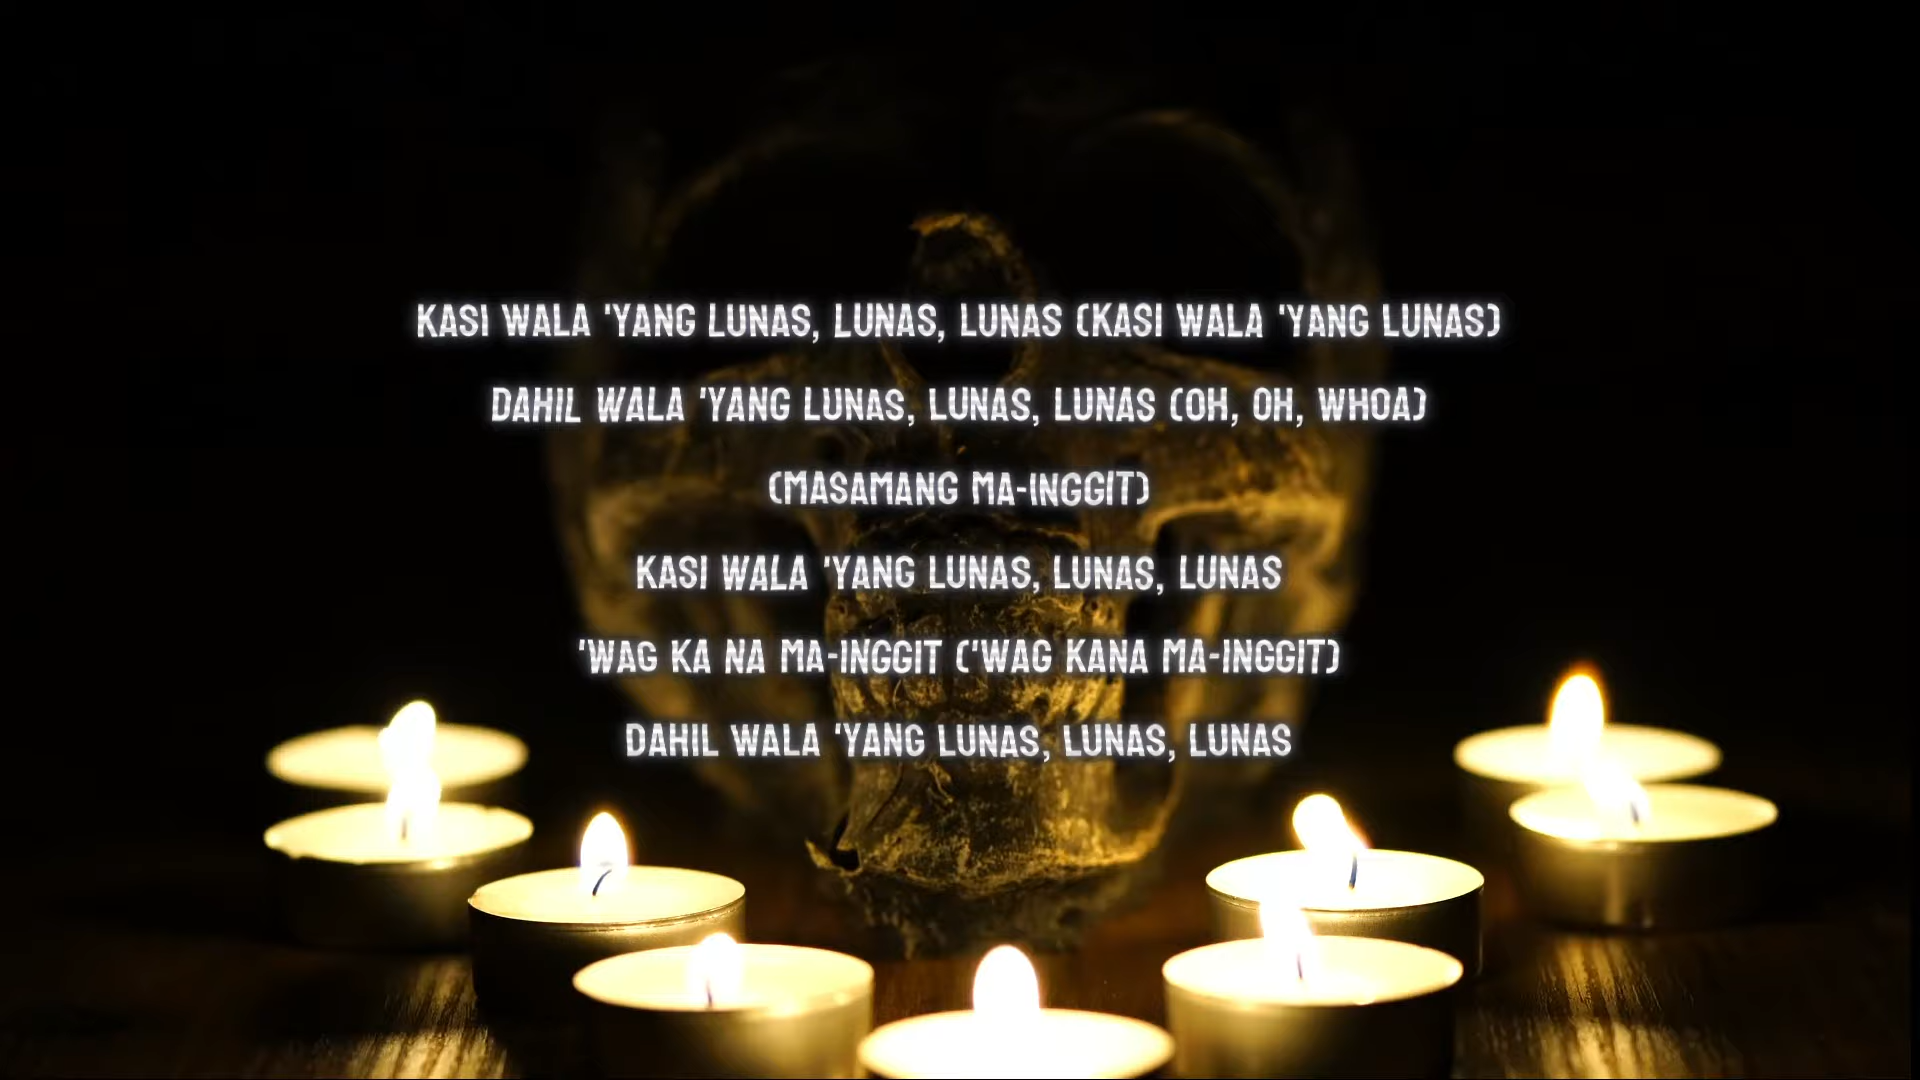 KASI WALA 'YANG LUNAS, LUNAS, LUNAS (KASI WALA 'YANG LUNAS)
DAHIL WALA 'YANG LUNAS, LUNAS, LUNAS (OH, OH, WHOA)
(MASAMANG MA-INGGIT)
KASI WALA 'YANG LUNAS, LUNAS, LUNAS
'WAG KA NA MA-INGGIT ('WAG KANA MA-INGGIT)
DAHIL WALA 'YANG LUNAS, LUNAS, LUNAS